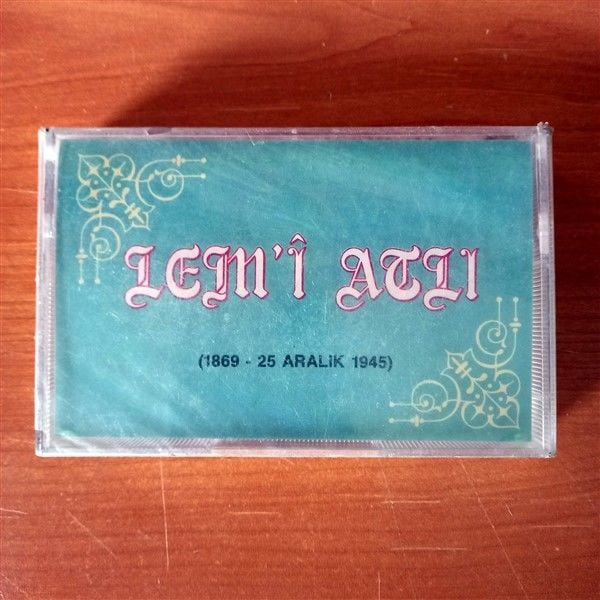 LEM'Î ATLI
(1869 - 25 ARALİK 1945)